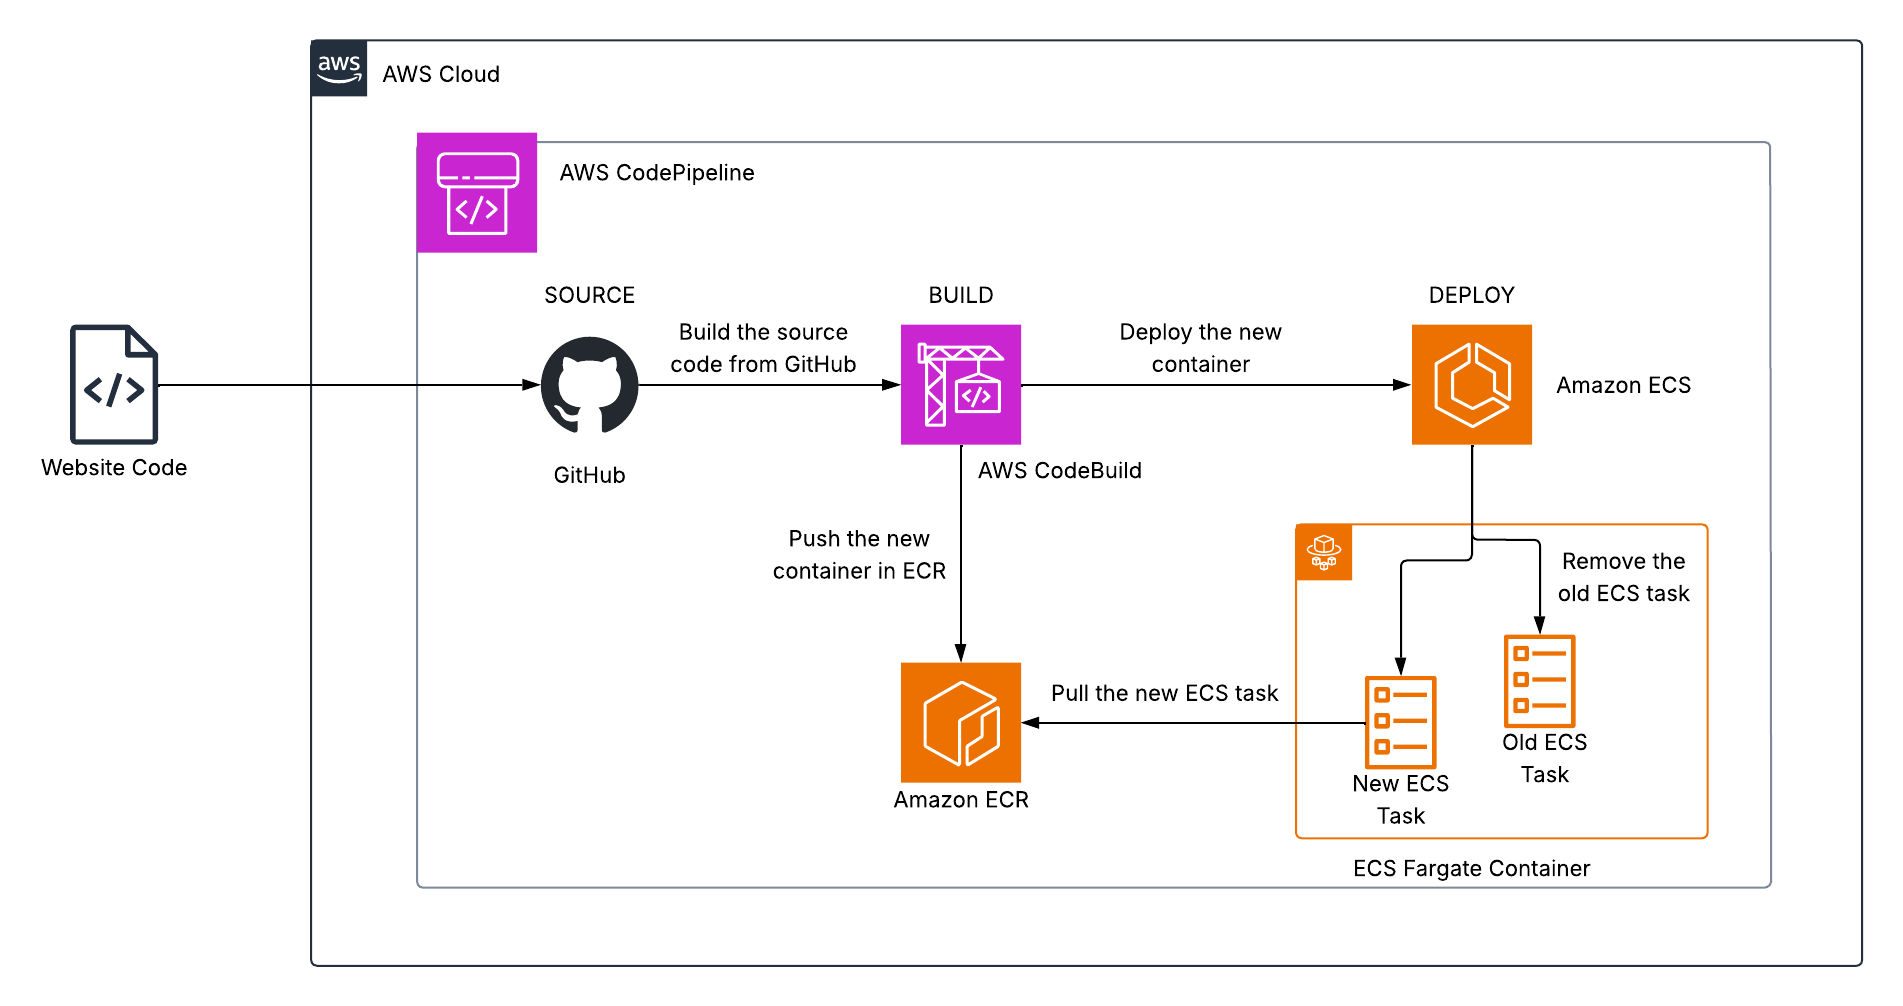 aws
AWS Cloud
AWS CodePipeline
SOURCE
BUILD
DEPLOY
Build the source
code from GitHub
Deploy the new
container
</>
</>
</>
Amazon ECS
Website Code
GitHub
AWS CodeBuild
Push the new
container in ECR
Remove the
old ECS task
Pull the new ECS task
Old ECS
Task
New ECS
Task
Amazon ECR
ECS Fargate Container